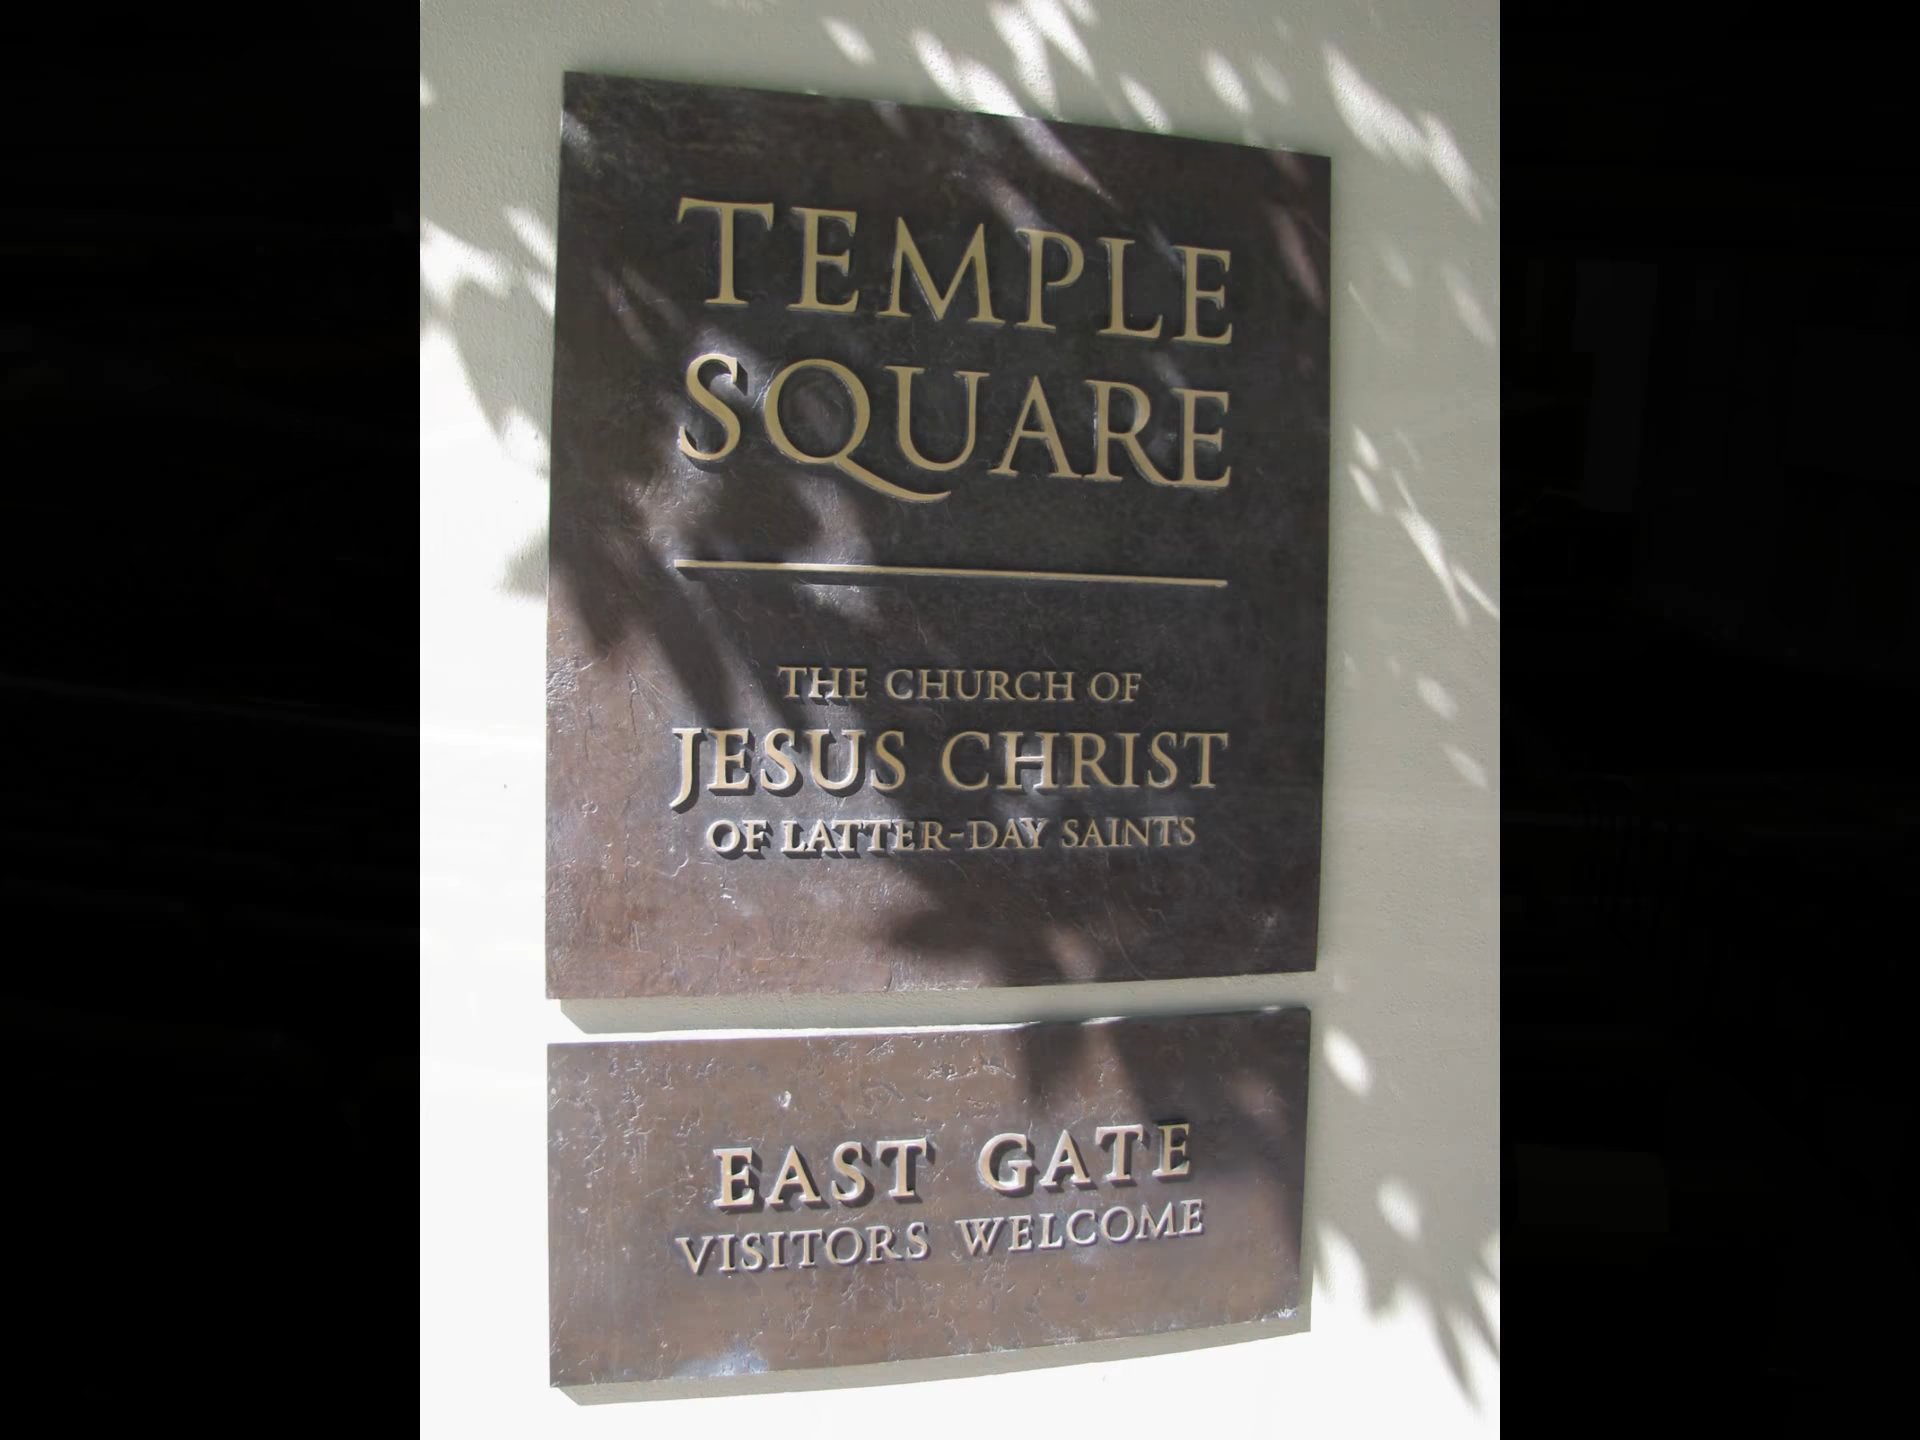 TEMPLE
SQUARE
THE CHURCH OF
JESUS CHRIST
OF LATTER-DAY SAINTS
EAST GATE
VISITORS WELCOME